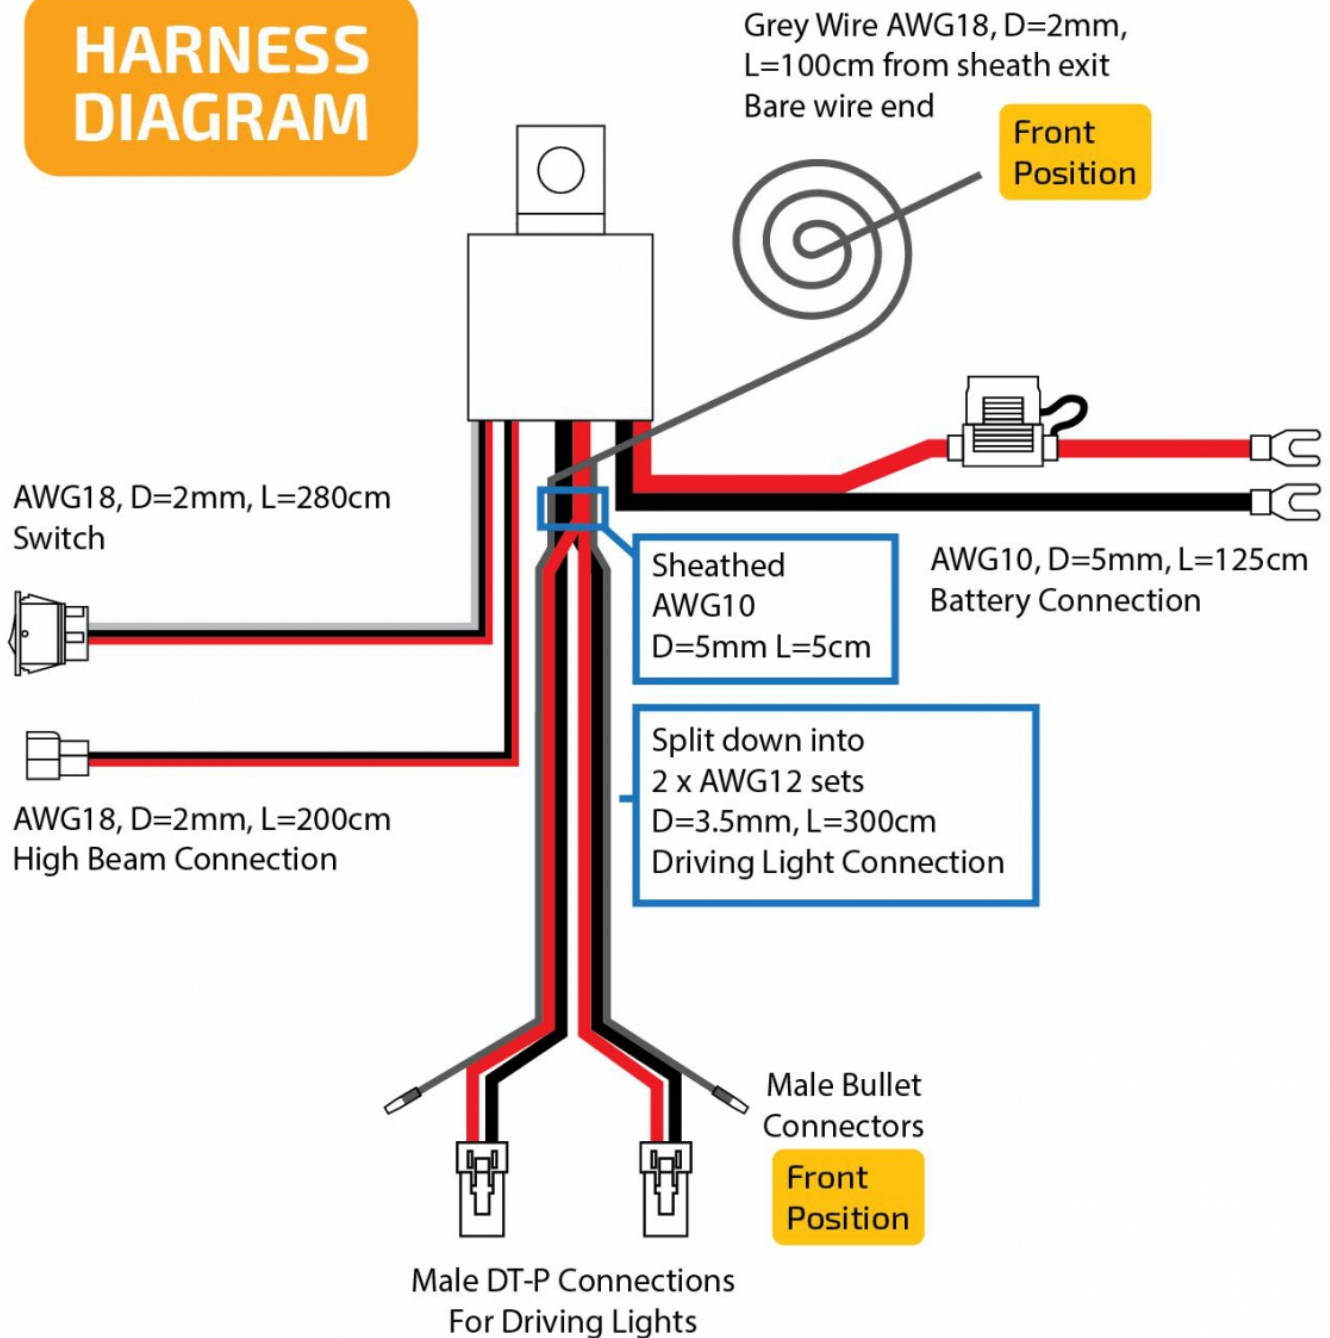 HARNESS
DIAGRAM
Grey Wire AWG18, D=2mm,
L=100cm from sheath exit
Bare wire end
Front
Position
AWG18, D=2mm, L=280cm
Switch
Sheathed
AWG10
D=5mm L=5cm
AWG10, D=5mm, L=125cm
Battery Connection
Split down into
2 x AWG12 sets
D=3.5mm, L=300cm
Driving Light Connection
AWG18, D=2mm, L=200cm
High Beam Connection
Male Bullet
Connectors
Front
Position
Male DT-P Connections
For Driving Lights